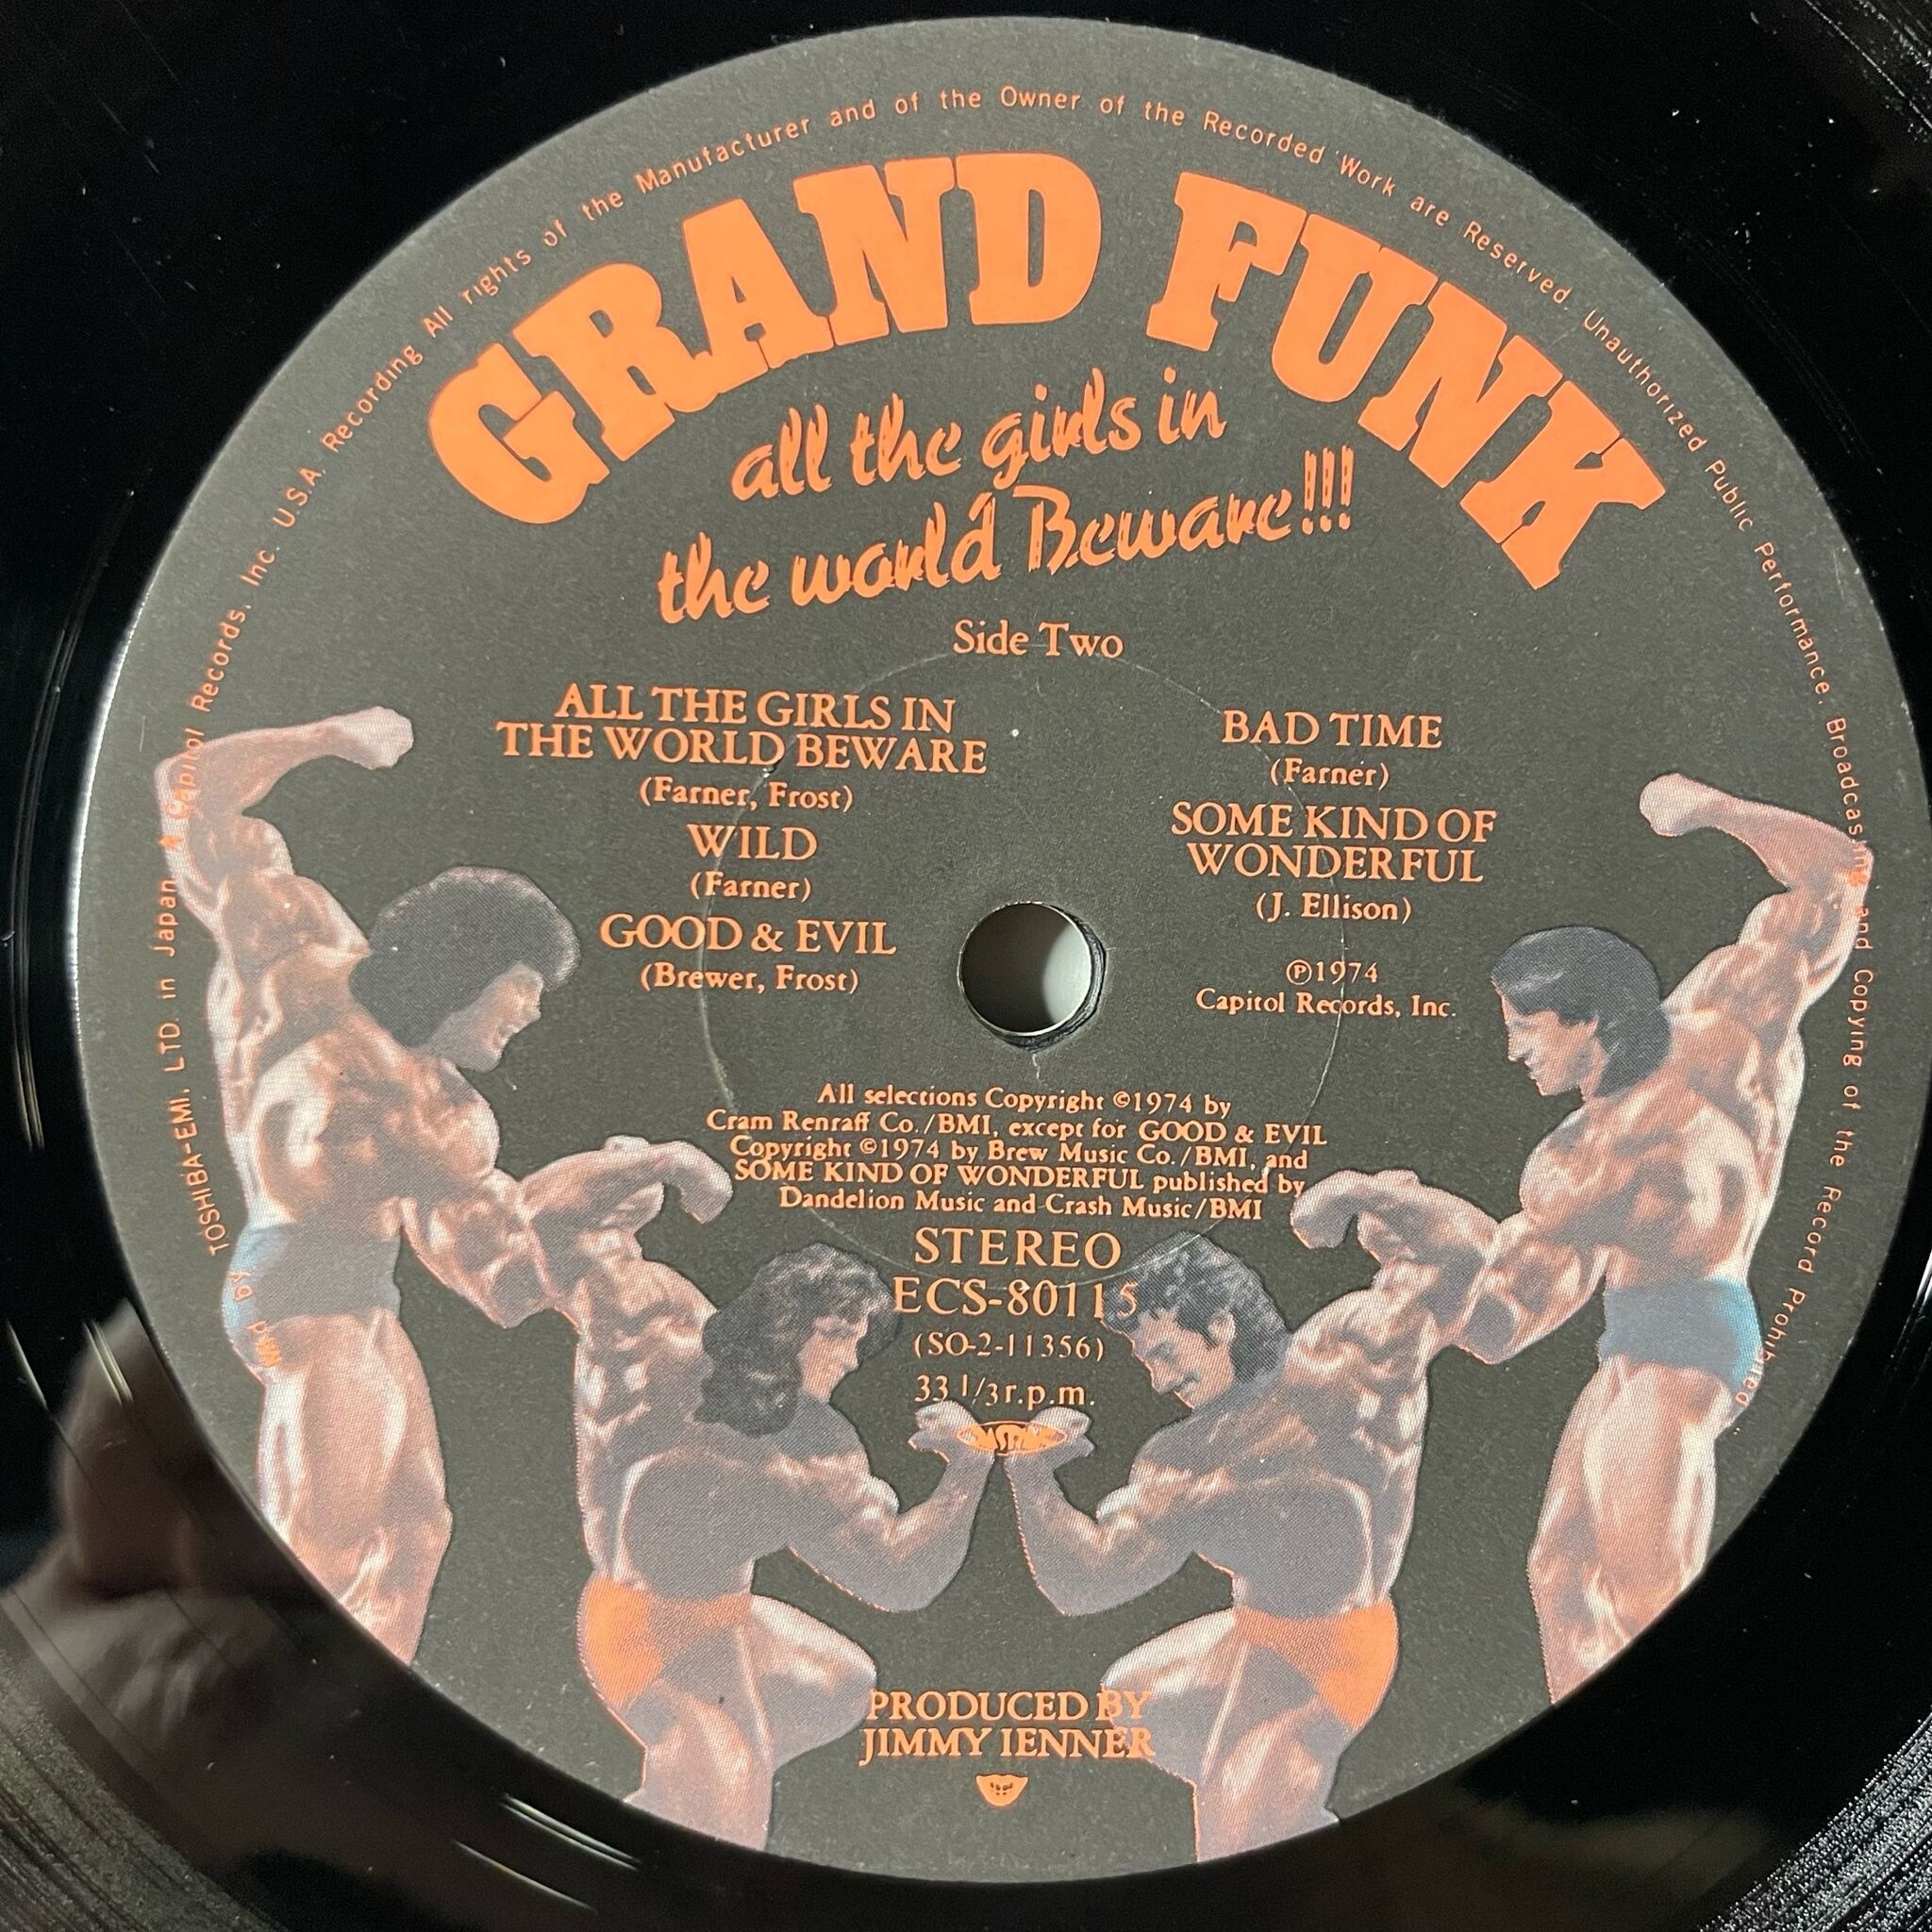 Mfd by TOSHIBA-EMI, LTD. in Japan ★ Capitol Records, Inc. U.S.A. Recording All rights of the Manufacturer and of the Owner of the Recorded Work are Reserved. Unauthorized Public Performance, Broadcasting and Copying of the Record Prohibited
GRAND FUNK
all the girls in
the world Beware!!!
Side Two
ALL THE GIRLS IN
THE WORLD BEWARE
(Farner, Frost)
WILD
(Farner)
GOOD & EVIL
(Brewer, Frost)
BAD TIME
(Farner)
SOME KIND OF
WONDERFUL
(J. Ellison)
℗1974
Capitol Records, Inc.
All selections Copyright ©1974 by
Cram Renraff Co./BMI, except for GOOD & EVIL
Copyright ©1974 by Brew Music Co./BMI, and
SOME KIND OF WONDERFUL published by
Dandelion Music and Crash Music/BMI
STEREO
ECS-80115
(SO-2-11356)
33 1/3 r.p.m.
PRODUCED BY
JIMMY IENNER